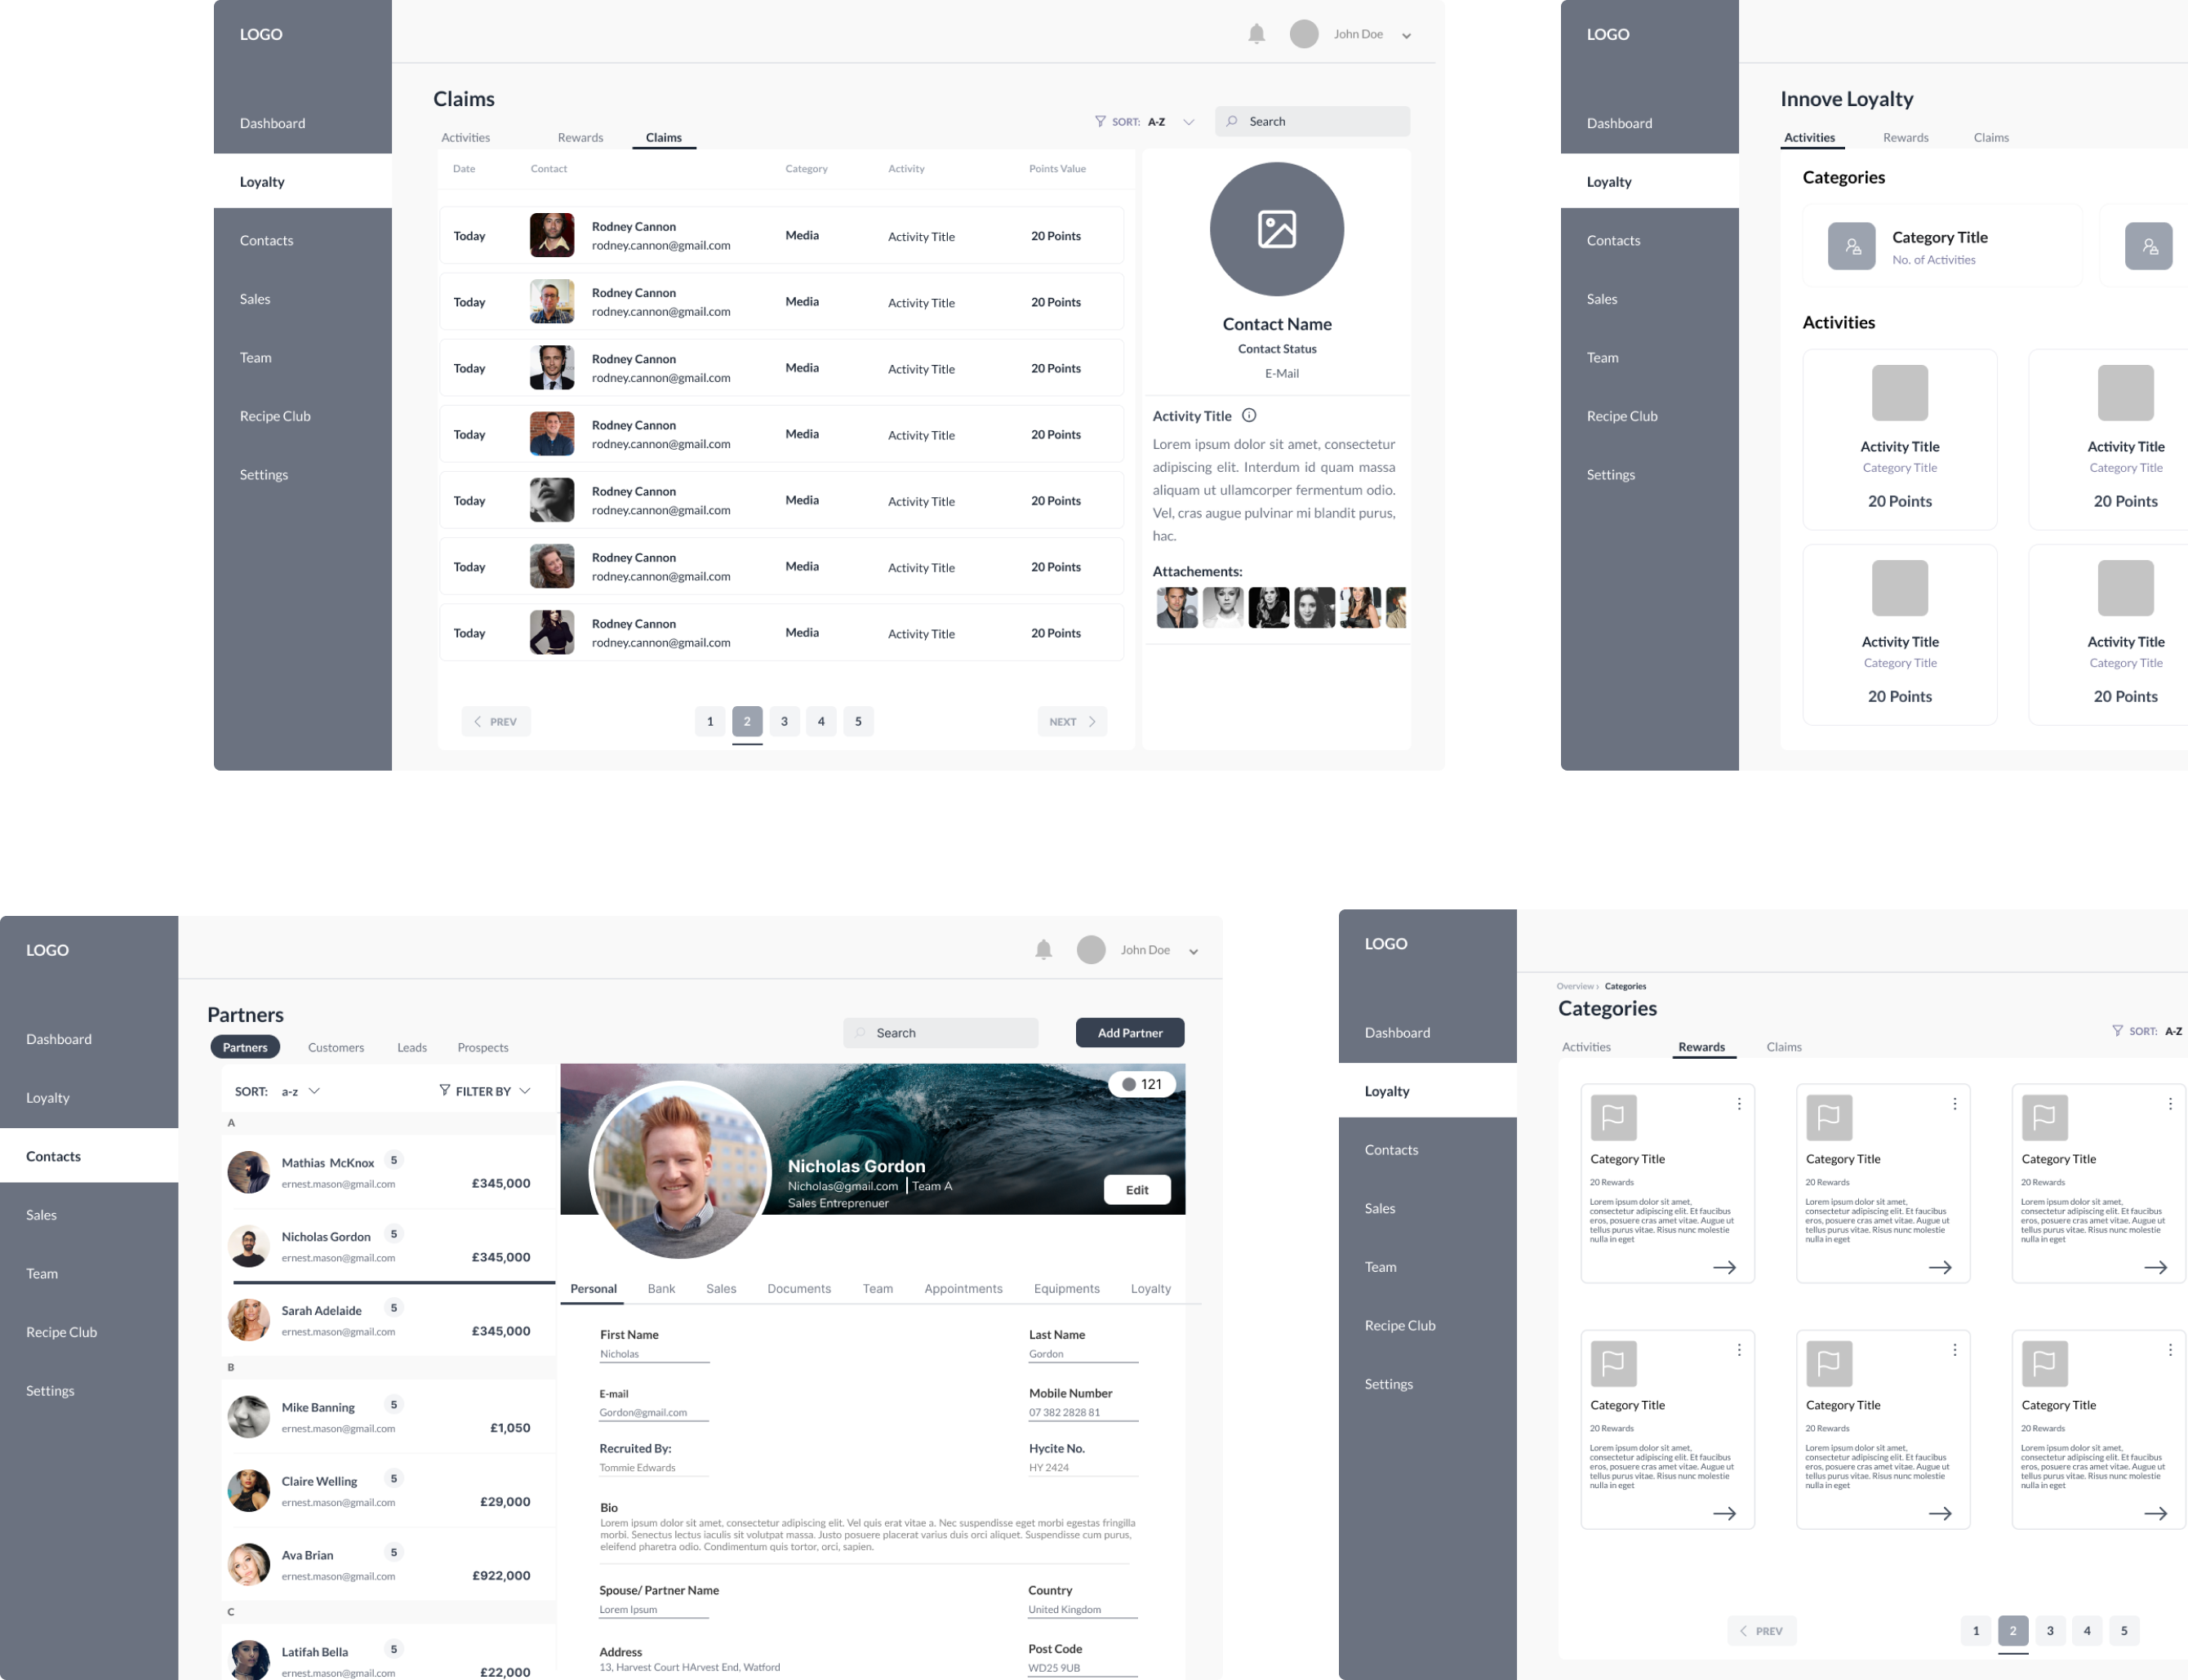 LOGO
John Doe
Dashboard
Loyalty
Contacts
Sales
Team
Recipe Club
Settings
Claims
Activities Rewards Claims
SORT: A-Z
Search
Date Contact Category Activity Points Value
Today Rodney Cannon Media Activity Title 20 Points
rodney.cannon@gmail.com
Today Rodney Cannon Media Activity Title 20 Points
rodney.cannon@gmail.com
Today Rodney Cannon Media Activity Title 20 Points
rodney.cannon@gmail.com
Today Rodney Cannon Media Activity Title 20 Points
rodney.cannon@gmail.com
Today Rodney Cannon Media Activity Title 20 Points
rodney.cannon@gmail.com
Today Rodney Cannon Media Activity Title 20 Points
rodney.cannon@gmail.com
Today Rodney Cannon Media Activity Title 20 Points
rodney.cannon@gmail.com
PREV 1 2 3 4 5 NEXT
Contact Name
Contact Status
E-Mail
Activity Title
Lorem ipsum dolor sit amet, consectetur
adipiscing elit. Interdum id quam massa
aliquam ut ullamcorper fermentum odio.
Vel, cras augue pulvinar mi blandit purus,
hac.
Attachements:
LOGO
Dashboard
Loyalty
Contacts
Sales
Team
Recipe Club
Settings
Innove Loyalty
Activities Rewards Claims
Categories
Category Title
No. of Activities
Activities
Activity Title Activity Title
Category Title Category Title
20 Points 20 Points
Activity Title Activity Title
Category Title Category Title
20 Points 20 Points
LOGO
John Doe
Dashboard
Loyalty
Contacts
Sales
Team
Recipe Club
Settings
Partners
Partners Customers Leads Prospects
Search
Add Partner
SORT: a-z FILTER BY
A
Mathias McKnox 5
ernest.mason@gmail.com £345,000
Nicholas Gordon 5
ernest.mason@gmail.com £345,000
Sarah Adelaide 5
ernest.mason@gmail.com £345,000
B
Mike Banning 5
ernest.mason@gmail.com £1,050
Claire Welling 5
ernest.mason@gmail.com £29,000
Ava Brian 5
ernest.mason@gmail.com £922,000
C
Latifah Bella 5
ernest.mason@gmail.com £22,000
121
Nicholas Gordon
Nicholas@gmail.com Team A
Sales Entreprenuer
Edit
Personal Bank Sales Documents Team Appointments Equipments Loyalty
First Name Last Name
Nicholas Gordon
E-mail Mobile Number
Gordon@gmail.com 07 382 2828 81
Recruited By: Hycite No.
Tommie Edwards HY 2424
Bio
Lorem ipsum dolor sit amet, consectetur adipiscing elit. Vel quis erat vitae a. Nec suspendisse eget morbi egestas fringilla
morbi. Senectus lectus iaculis sit volutpat massa. Justo posuere placerat varius duis orci aliquet. Suspendisse cum purus,
eleifend pharetra odio. Condimentum quis tortor, orci, sapien.
Spouse/ Partner Name Country
Lorem Ipsum United Kingdom
Address Post Code
13, Harvest Court HArvest End, Watford WD25 9UB
LOGO
Dashboard
Loyalty
Contacts
Sales
Team
Recipe Club
Settings
Overview › Categories
Categories
SORT: A-Z
Activities Rewards Claims
Category Title Category Title Category Title
20 Rewards 20 Rewards 20 Rewards
Lorem ipsum dolor sit amet, Lorem ipsum dolor sit amet, Lorem ipsum dolor sit amet,
consectetur adipiscing elit. Et faucibus consectetur adipiscing elit. Et faucibus consectetur adipiscing elit. Et faucibus
eros, posuere cras amet vitae. Augue ut eros, posuere cras amet vitae. Augue ut eros, posuere cras amet vitae. Augue ut
tellus purus vitae. Risus nunc molestie tellus purus vitae. Risus nunc molestie tellus purus vitae. Risus nunc molestie
nulla in eget nulla in eget nulla in eget
Category Title Category Title Category Title
20 Rewards 20 Rewards 20 Rewards
Lorem ipsum dolor sit amet, Lorem ipsum dolor sit amet, Lorem ipsum dolor sit amet,
consectetur adipiscing elit. Et faucibus consectetur adipiscing elit. Et faucibus consectetur adipiscing elit. Et faucibus
eros, posuere cras amet vitae. Augue ut eros, posuere cras amet vitae. Augue ut eros, posuere cras amet vitae. Augue ut
tellus purus vitae. Risus nunc molestie tellus purus vitae. Risus nunc molestie tellus purus vitae. Risus nunc molestie
nulla in eget nulla in eget nulla in eget
PREV 1 2 3 4 5